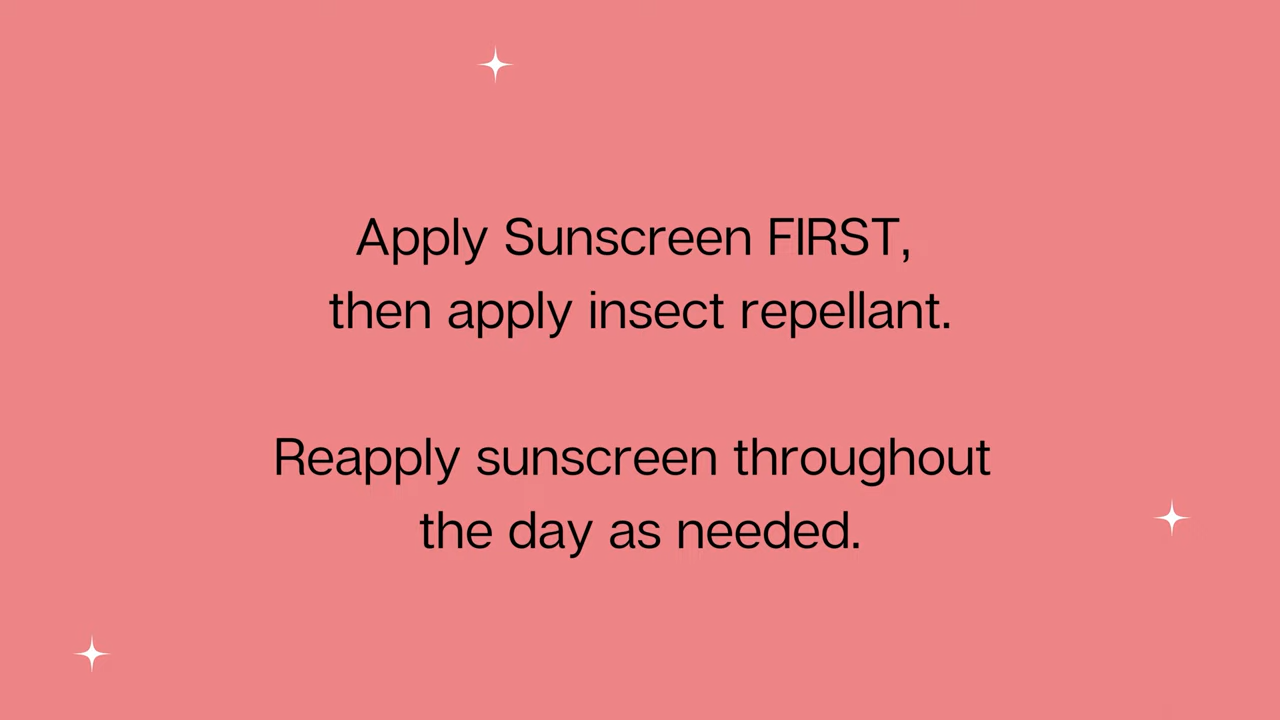 Apply Sunscreen FIRST,
then apply insect repellant.
Reapply sunscreen throughout
the day as needed.